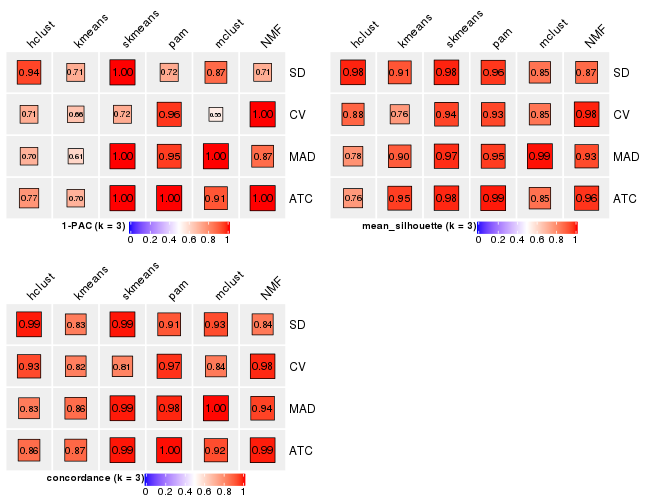 hclust kmeans skmeans pam mclust NMF
0.94 0.71 1.00 0.72 0.87 0.71 SD
0.71 0.66 0.72 0.96 0.55 1.00 CV
0.70 0.61 1.00 0.95 1.00 0.87 MAD
0.77 0.70 1.00 1.00 0.91 1.00 ATC
1-PAC (k = 3)
0 0.2 0.4 0.6 0.8 1
hclust kmeans skmeans pam mclust NMF
0.98 0.91 0.98 0.96 0.85 0.87 SD
0.88 0.76 0.94 0.93 0.85 0.98 CV
0.78 0.90 0.97 0.95 0.99 0.93 MAD
0.76 0.95 0.98 0.99 0.85 0.96 ATC
mean_silhouette (k = 3)
0 0.2 0.4 0.6 0.8 1
hclust kmeans skmeans pam mclust NMF
0.99 0.83 0.99 0.91 0.93 0.84 SD
0.93 0.82 0.81 0.97 0.84 0.98 CV
0.83 0.86 0.99 0.98 1.00 0.94 MAD
0.86 0.87 0.99 1.00 0.92 0.99 ATC
concordance (k = 3)
0 0.2 0.4 0.6 0.8 1